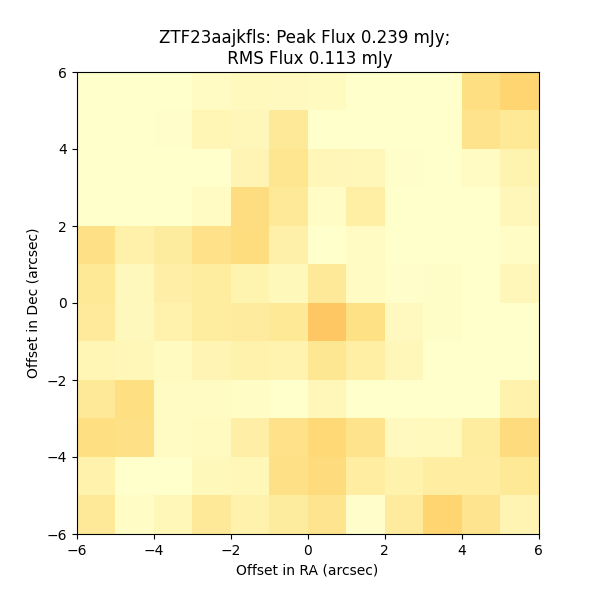 ZTF23aajkfls: Peak Flux 0.239 mJy;
RMS Flux 0.113 mJy
6
4
2
0
−2
−4
−6
Offset in Dec (arcsec)
−6 −4 −2 0 2 4 6
Offset in RA (arcsec)